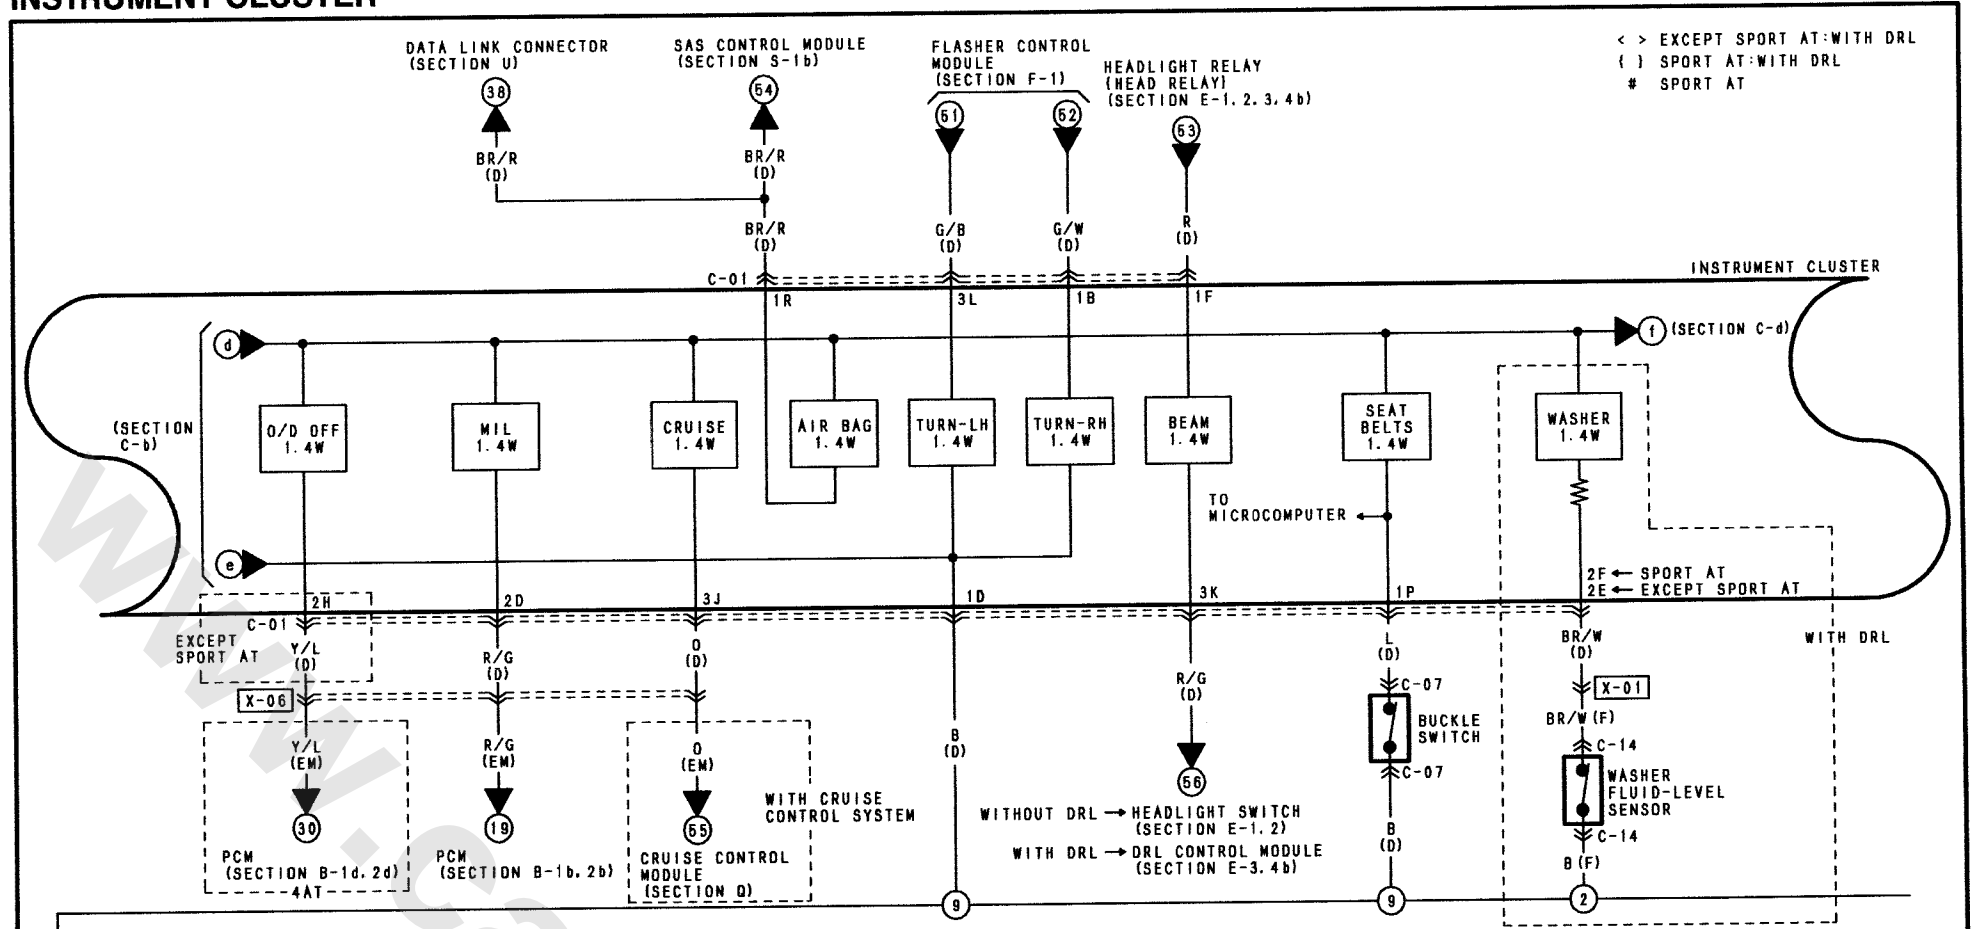 INSTRUMENT CLUSTER
DATA LINK CONNECTOR
(SECTION U)
38
BR/R
(D)
SAS CONTROL MODULE
(SECTION S-1b)
54
BR/R
(D)
BR/R
(D)
FLASHER CONTROL
MODULE
(SECTION F-1)
51
52
G/B
(D)
G/W
(D)
HEADLIGHT RELAY
(HEAD RELAY)
(SECTION E-1, 2, 3, 4b)
53
R
(D)
< > EXCEPT SPORT AT:WITH DRL
( ) SPORT AT:WITH DRL
# SPORT AT
C-01
1R
3L
1B
1F
INSTRUMENT CLUSTER
d
f
(SECTION C-d)
(SECTION
C-b)
O/D OFF
1.4W
MIL
1.4W
CRUISE
1.4W
AIR BAG
1.4W
TURN-LH
1.4W
TURN-RH
1.4W
BEAM
1.4W
SEAT
BELTS
1.4W
WASHER
1.4W
TO
MICROCOMPUTER
e
2F ← SPORT AT
2E ← EXCEPT SPORT AT
2H
2D
3J
1D
3K
1P
C-01
EXCEPT
SPORT AT
Y/L
(D)
R/G
(D)
O
(D)
R/G
(D)
L
(D)
BR/W
(D)
WITH DRL
X-06
C-07
X-01
BUCKLE
SWITCH
C-07
BR/W (F)
C-14
WASHER
FLUID-LEVEL
SENSOR
C-14
B (F)
Y/L
(EM)
R/G
(EM)
O
(EM)
B
(D)
B
(D)
30
19
55
56
WITH CRUISE
CONTROL SYSTEM
PCM
(SECTION B-1d, 2d)
4AT
PCM
(SECTION B-1b, 2b)
CRUISE CONTROL
MODULE
(SECTION Q)
WITHOUT DRL → HEADLIGHT SWITCH
(SECTION E-1, 2)
WITH DRL → DRL CONTROL MODULE
(SECTION E-3, 4b)
9
9
2
www.ca